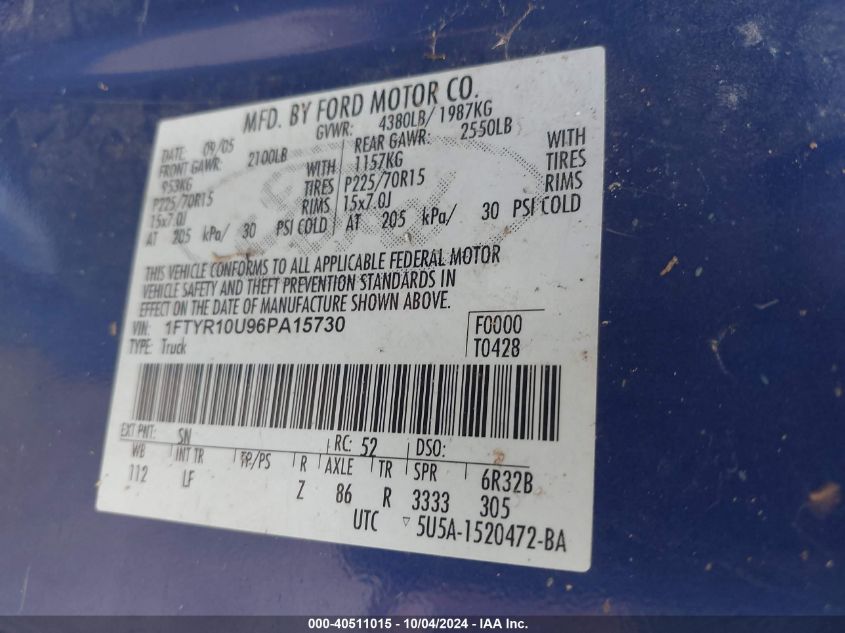 MFD. BY FORD MOTOR CO.
DATE: 09/05 GVWR: 4380LB/ 1987KG
FRONT GAWR: 2100LB REAR GAWR: 2550LB
953KG WITH 1157KG WITH
P225/70R15 TIRES P225/70R15 TIRES
15x7.0J RIMS 15x7.0J RIMS
AT 205 kPa/ 30 PSI COLD AT 205 kPa/ 30 PSI COLD
THIS VEHICLE CONFORMS TO ALL APPLICABLE FEDERAL MOTOR
VEHICLE SAFETY AND THEFT PREVENTION STANDARDS IN
EFFECT ON THE DATE OF MANUFACTURE SHOWN ABOVE.
VIN: 1FTYR10U96PA15730 F0000
TYPE: Truck T0428
EXT PNT: SN RC: 52 DSO:
WB INT TR TP/PS R AXLE TR SPR 6R32B
112 LF Z 86 R 3333 305
UTC ▽ 5U5A-1520472-BA
000-40511015 - 10/04/2024 - IAA Inc.